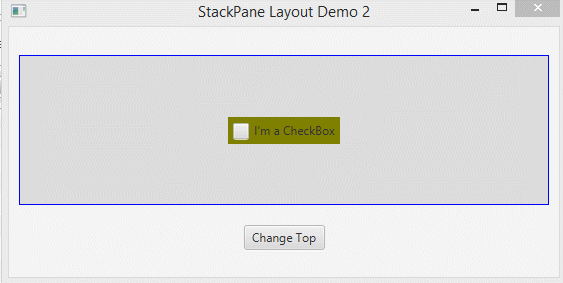 StackPane Layout Demo 2
I'm a CheckBox
Change Top